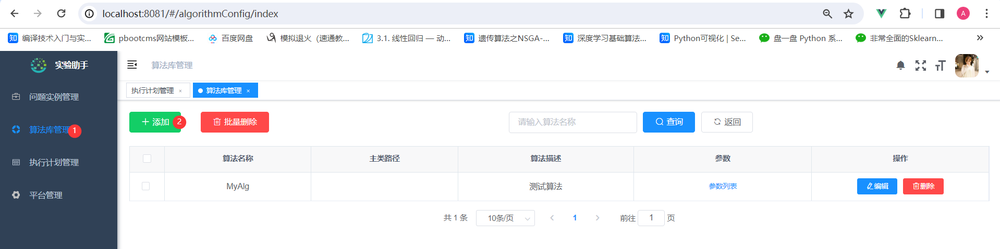 localhost:8081/#/algorithmConfig/index
A
知 编译技术入门与实...
pbootcms网站模板...
百度网盘
模拟退火（速通教...
3.1. 线性回归 — 动...
知 遗传算法之NSGA-...
知 深度学习基础算法...
知 Python可视化 | Se...
盘一盘 Python 系...
非常全面的Sklearn...
实验助手
算法库管理
执行计划管理 ×
算法库管理 ×
问题实例管理
算法库管理 1
执行计划管理
平台管理
添加 2
批量删除
请输入算法名称
查询
返回
算法名称 主类路径 算法描述 参数 操作
MyAlg 测试算法 参数列表 编辑 删除
共 1 条 10条/页 1 前往 1 页